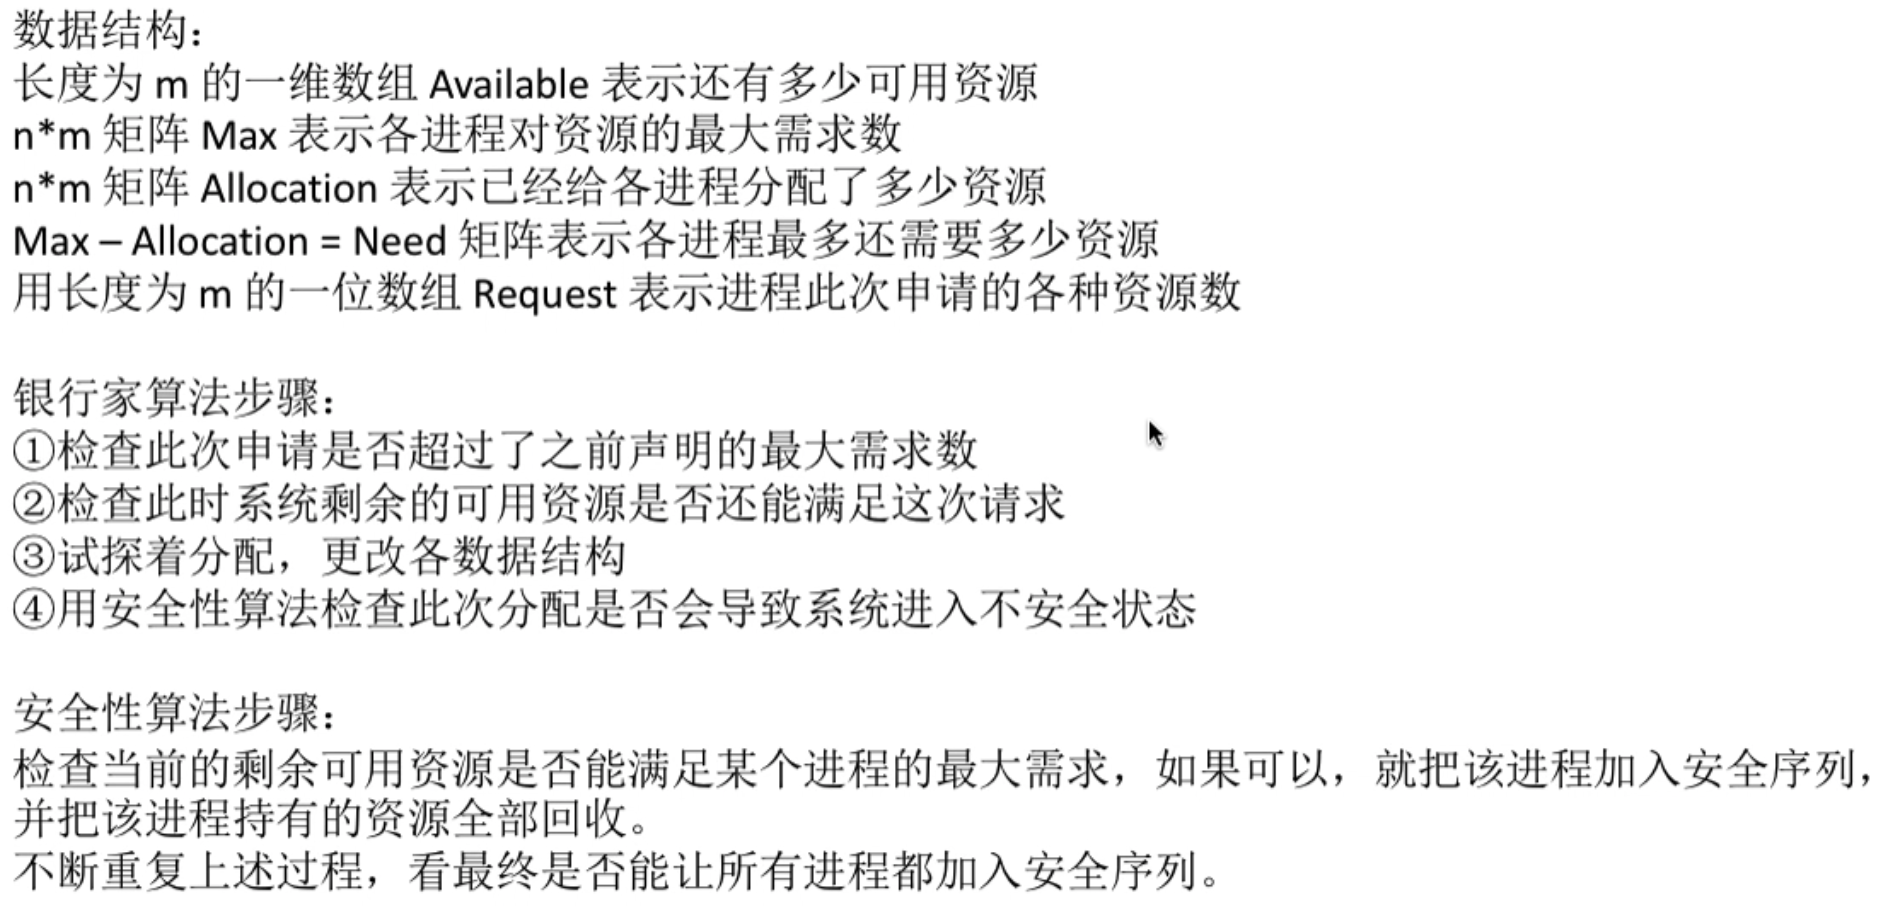 数据结构：
长度为 m 的一维数组 Available 表示还有多少可用资源
n*m 矩阵 Max 表示各进程对资源的最大需求数
n*m 矩阵 Allocation 表示已经给各进程分配了多少资源
Max – Allocation = Need 矩阵表示各进程最多还需要多少资源
用长度为 m 的一位数组 Request 表示进程此次申请的各种资源数
银行家算法步骤：
①检查此次申请是否超过了之前声明的最大需求数
②检查此时系统剩余的可用资源是否还能满足这次请求
③试探着分配，更改各数据结构
④用安全性算法检查此次分配是否会导致系统进入不安全状态
安全性算法步骤：
检查当前的剩余可用资源是否能满足某个进程的最大需求，如果可以，就把该进程加入安全序列，
并把该进程持有的资源全部回收。
不断重复上述过程，看最终是否能让所有进程都加入安全序列。